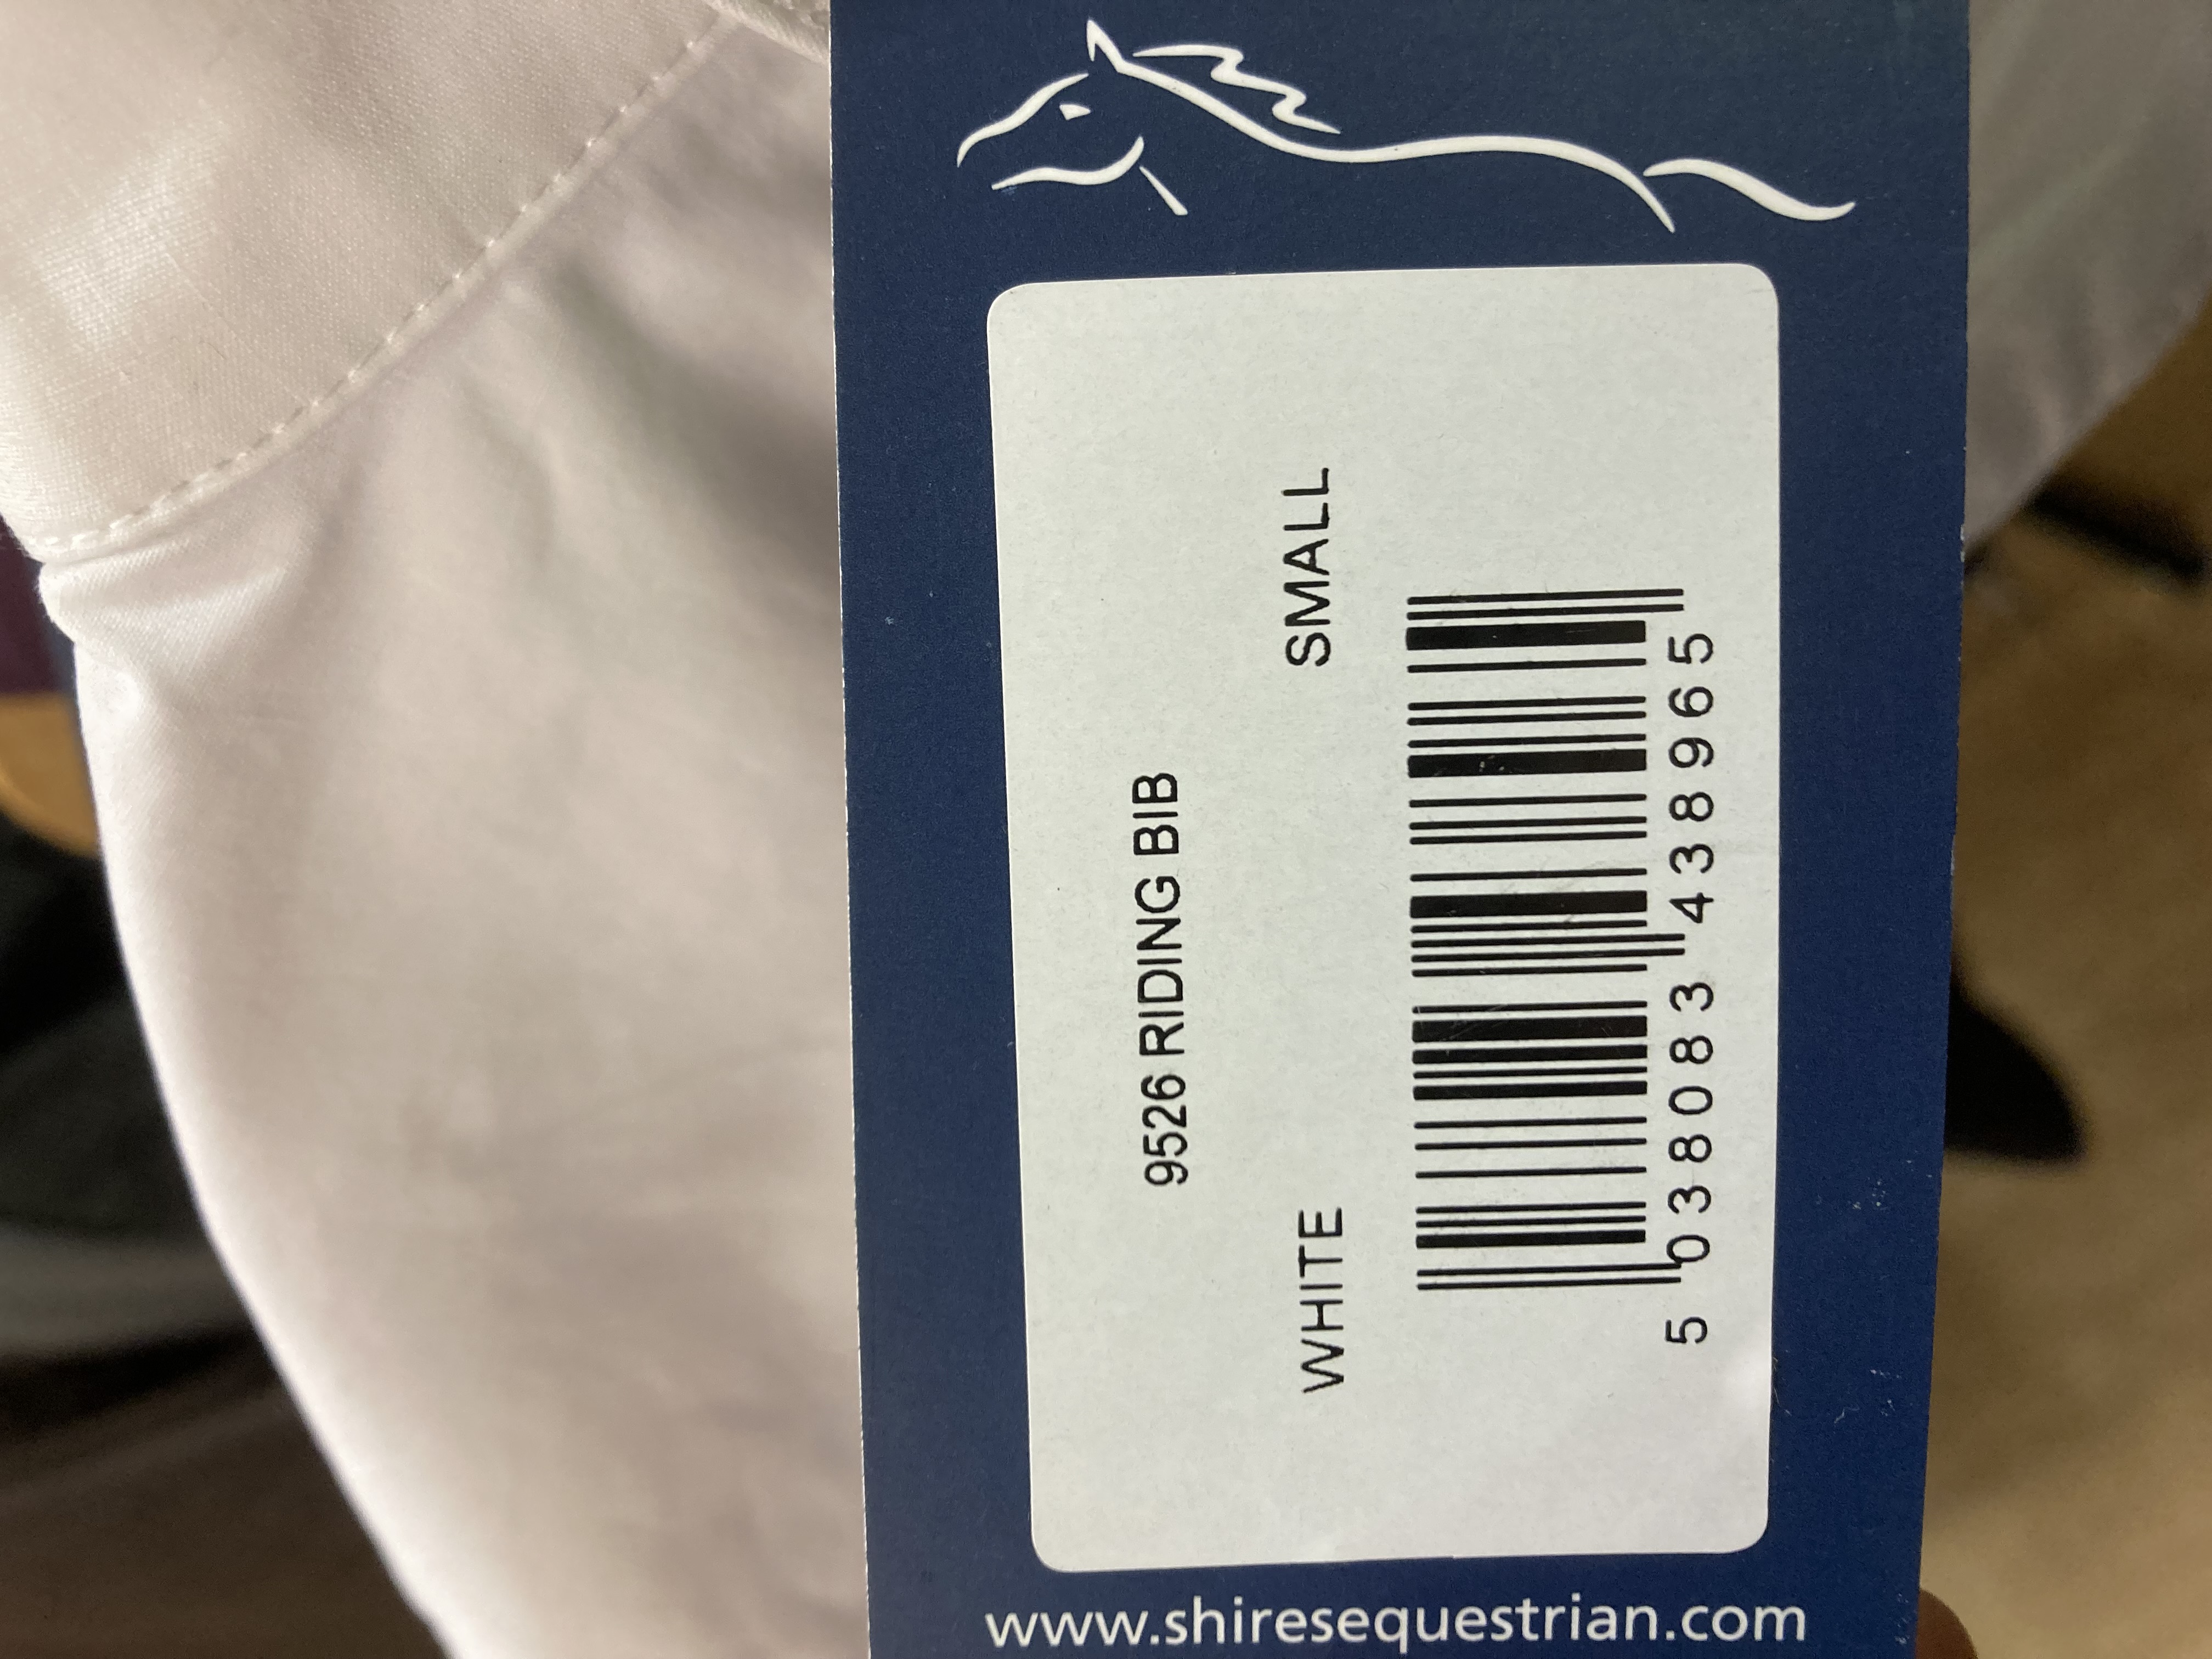 9526 RIDING BIB
WHITE SMALL
5 038083 438965
www.shiresequestrian.com